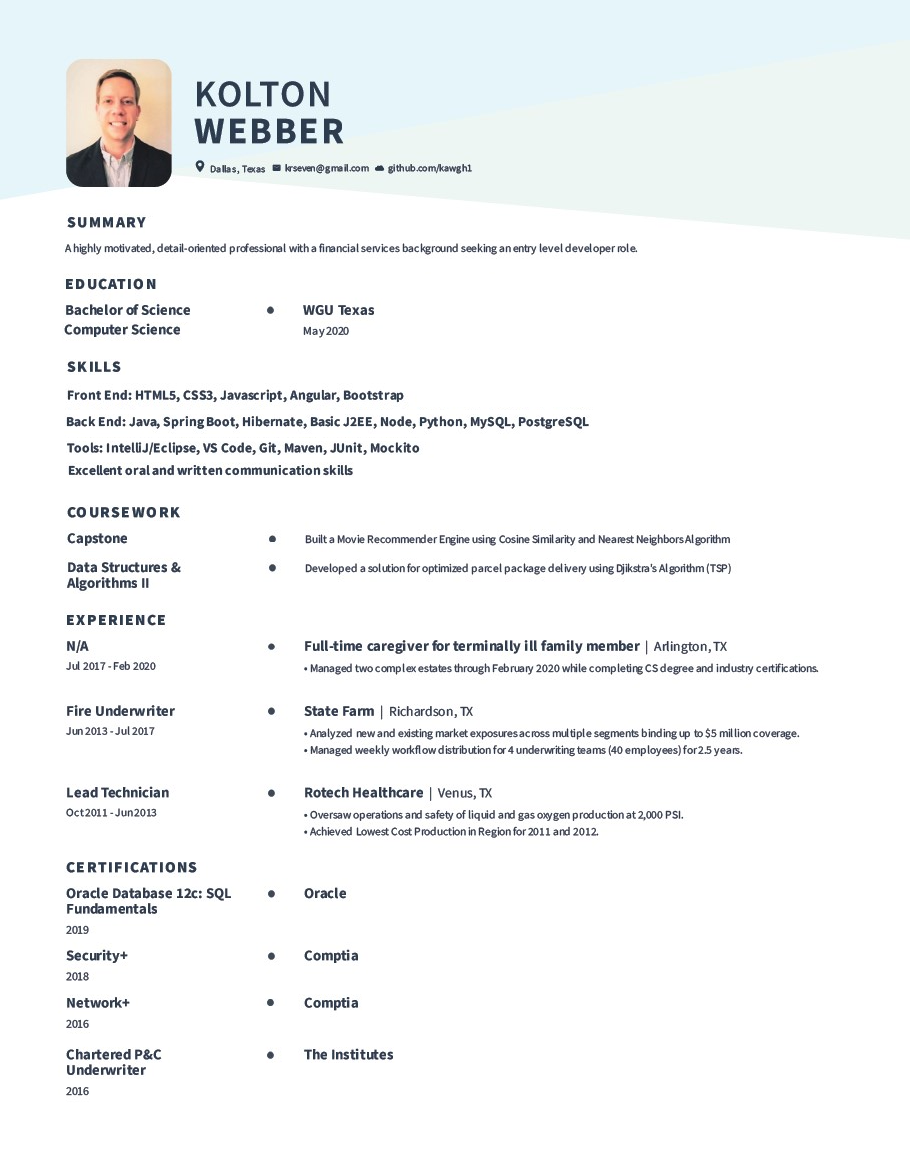 KOLTON
WEBBER
Dallas, Texas krseven@gmail.com github.com/kawgh1
SUMMARY
A highly motivated, detail-oriented professional with a financial services background seeking an entry level developer role.
EDUCATION
Bachelor of Science • WGU Texas
Computer Science May 2020
SKILLS
Front End: HTML5, CSS3, Javascript, Angular, Bootstrap
Back End: Java, Spring Boot, Hibernate, Basic J2EE, Node, Python, MySQL, PostgreSQL
Tools: IntelliJ/Eclipse, VS Code, Git, Maven, JUnit, Mockito
Excellent oral and written communication skills
COURSEWORK
Capstone • Built a Movie Recommender Engine using Cosine Similarity and Nearest Neighbors Algorithm
Data Structures & • Developed a solution for optimized parcel package delivery using Djikstra's Algorithm (TSP)
Algorithms II
EXPERIENCE
N/A • Full-time caregiver for terminally ill family member | Arlington, TX
Jul 2017 - Feb 2020 • Managed two complex estates through February 2020 while completing CS degree and industry certifications.
Fire Underwriter • State Farm | Richardson, TX
Jun 2013 - Jul 2017 • Analyzed new and existing market exposures across multiple segments binding up to $5 million coverage.
• Managed weekly workflow distribution for 4 underwriting teams (40 employees) for 2.5 years.
Lead Technician • Rotech Healthcare | Venus, TX
Oct 2011 - Jun 2013 • Oversaw operations and safety of liquid and gas oxygen production at 2,000 PSI.
• Achieved Lowest Cost Production in Region for 2011 and 2012.
CERTIFICATIONS
Oracle Database 12c: SQL • Oracle
Fundamentals
2019
Security+ • Comptia
2018
Network+ • Comptia
2016
Chartered P&C • The Institutes
Underwriter
2016